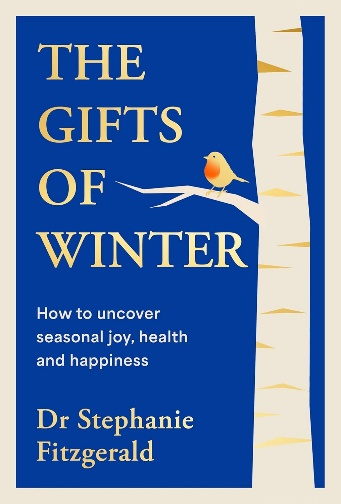 THE
GIFTS
OF
WINTER
How to uncover
seasonal joy, health
and happiness
Dr Stephanie
Fitzgerald